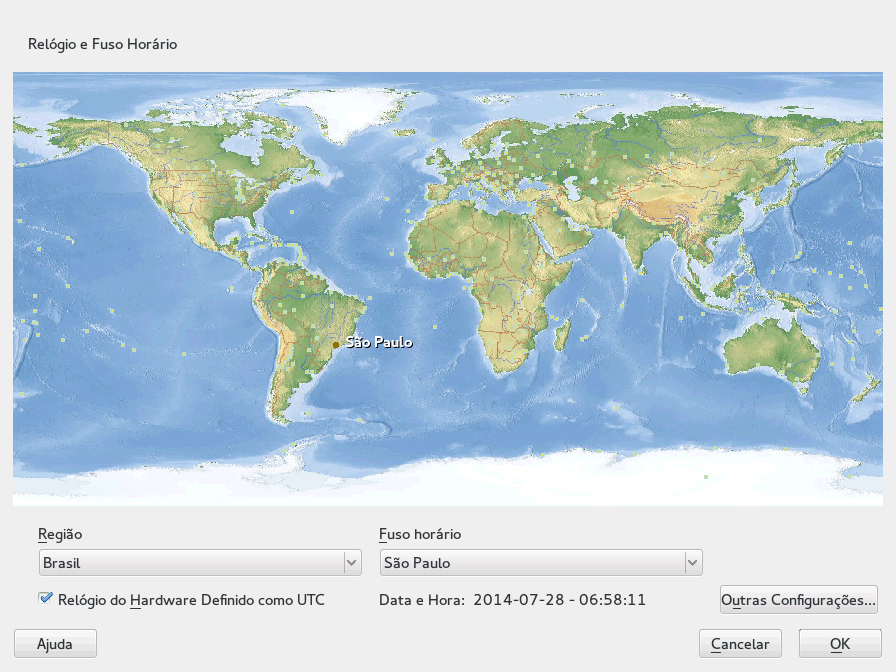 Relógio e Fuso Horário
São Paulo
Região
Fuso horário
Brasil
São Paulo
Relógio do Hardware Definido como UTC
Data e Hora: 2014-07-28 - 06:58:11
Outras Configurações...
Ajuda
Cancelar
OK